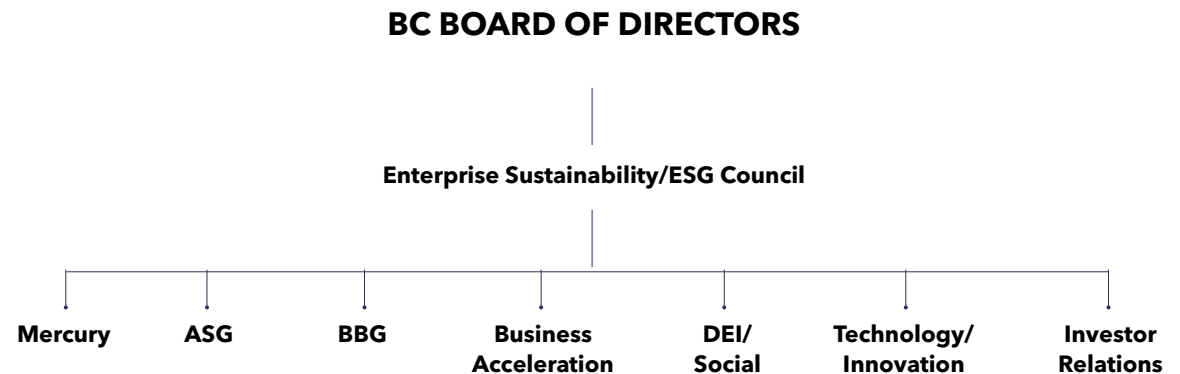 BC BOARD OF DIRECTORS
Enterprise Sustainability/ESG Council
Mercury
ASG
BBG
Business
Acceleration
DEI/
Social
Technology/
Innovation
Investor
Relations